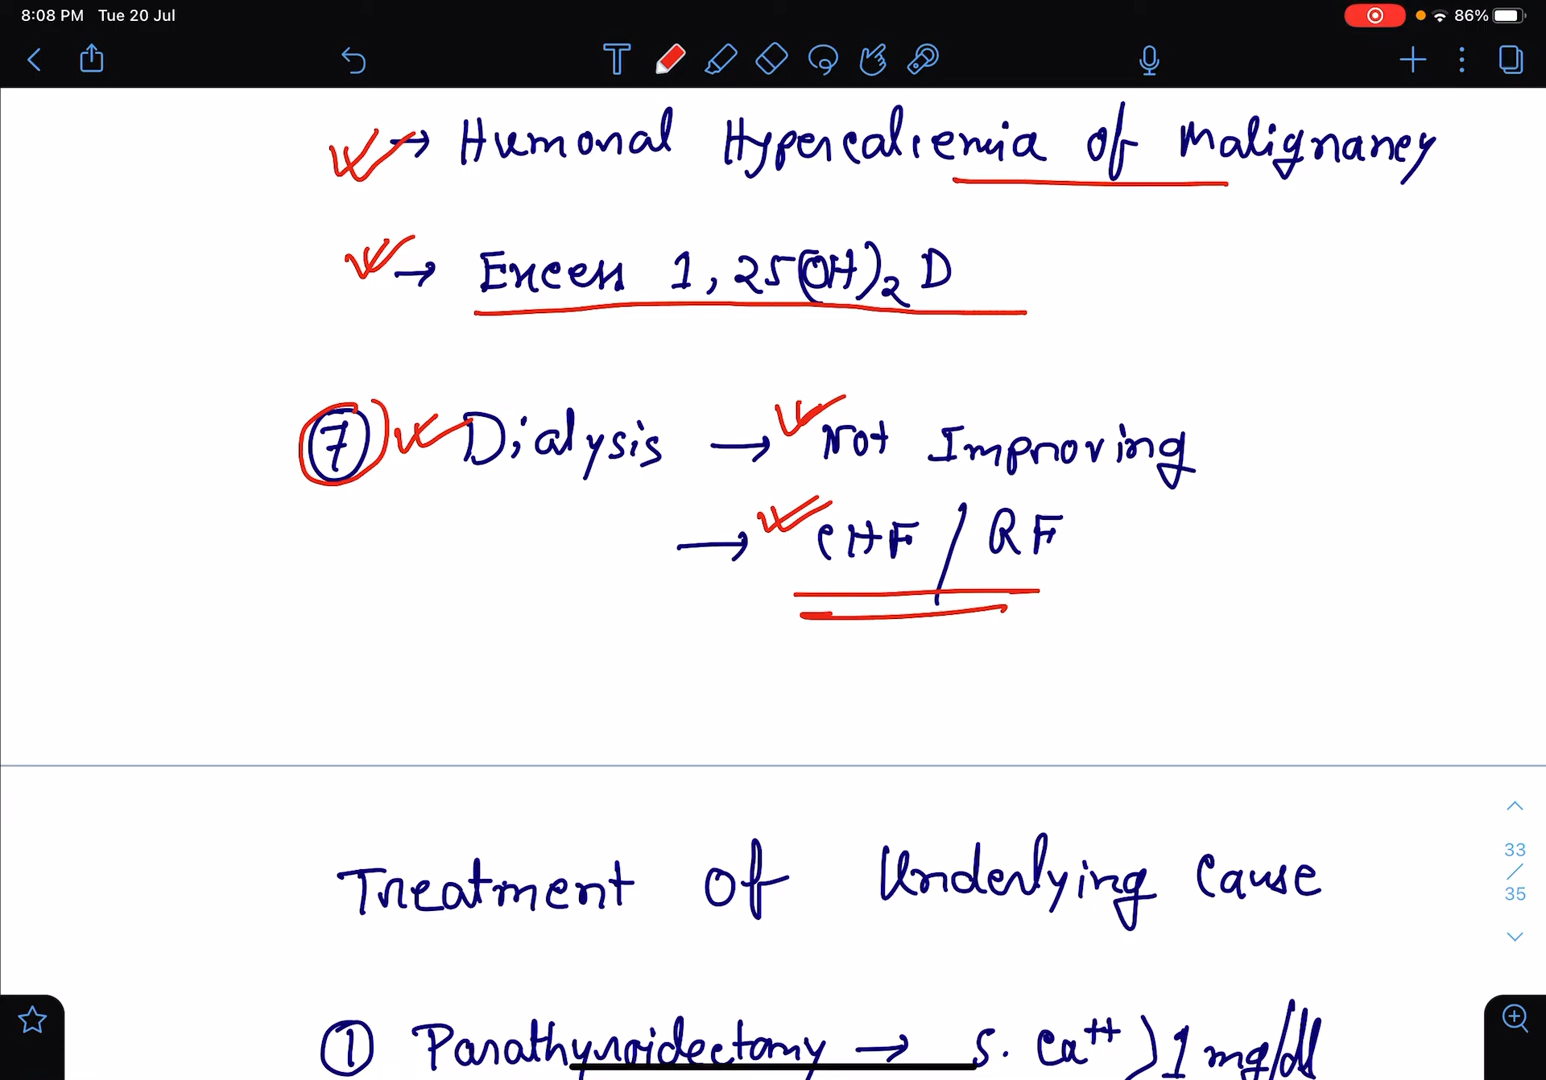 8:08 PM Tue 20 Jul
86%
→ Humoral Hypercalcemia of Malignancy
→ Excess 1,25(OH)₂ D
7 Dialysis → Not Improving
→ CHF / RF
33
/
35
Treatment of Underlying Cause
1 Parathyroidectomy → S. Ca⁺⁺ > 1 mg/dl